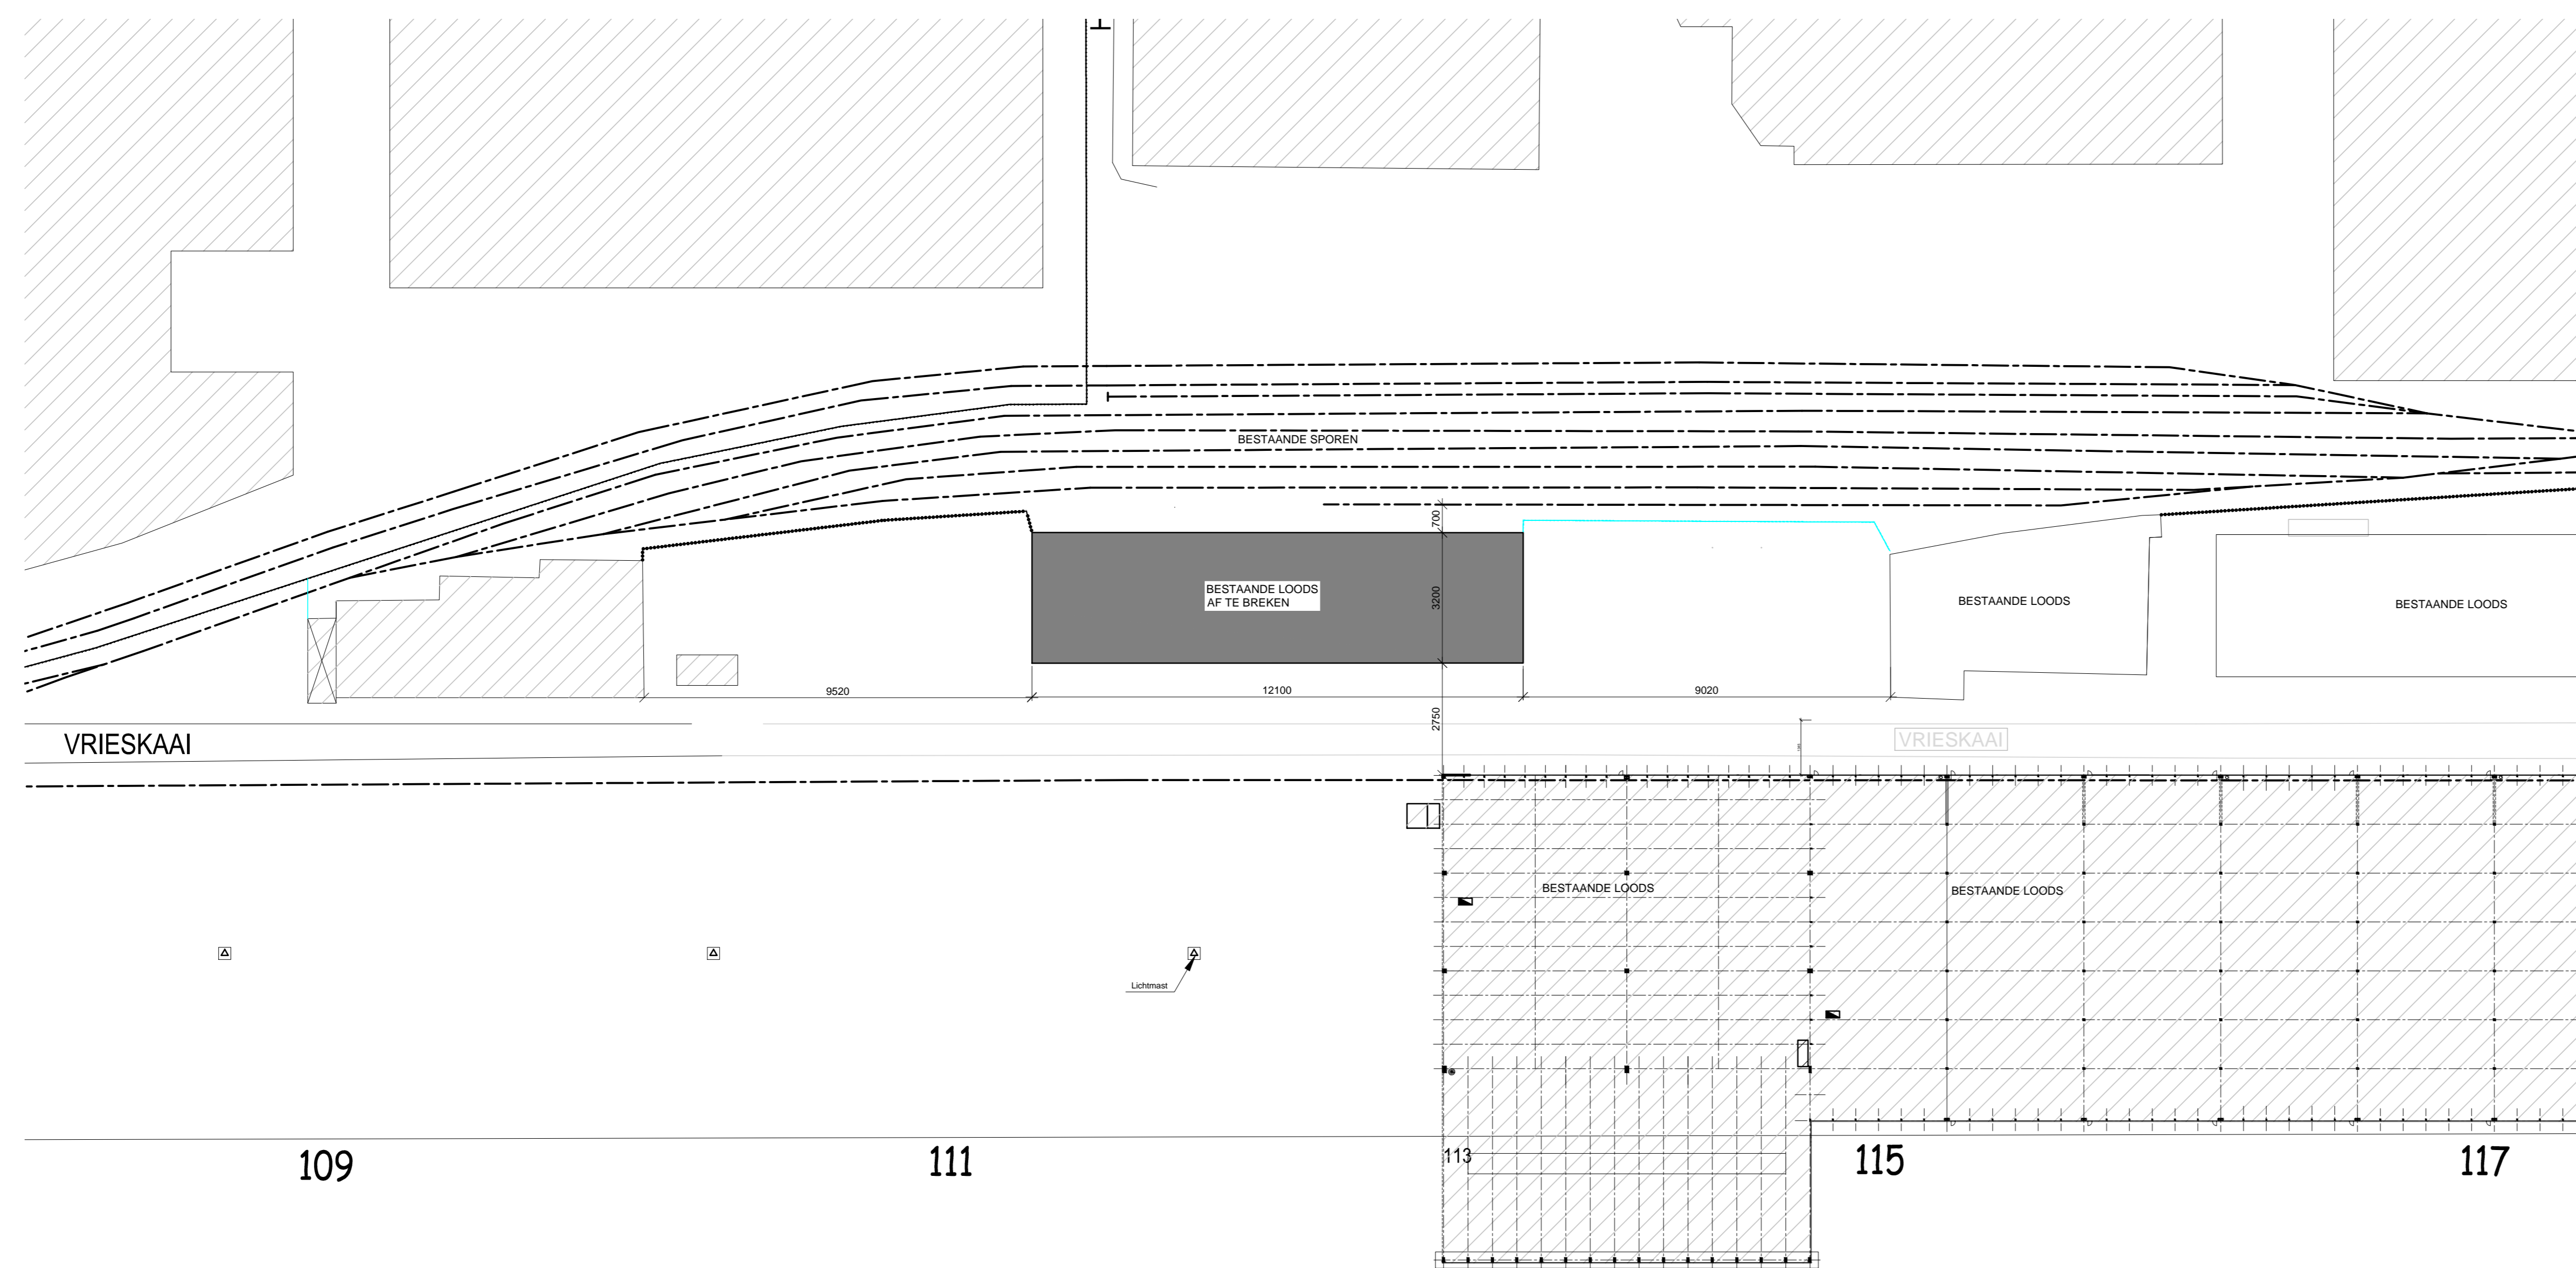 BESTAANDE SPOREN
700
BESTAANDE LOODS
AF TE BREKEN
3200
BESTAANDE LOODS
BESTAANDE LOODS
9520
12100
9020
2750
VRIESKAAI
VRIESKAAI
BESTAANDE LOODS
BESTAANDE LOODS
Lichtmast
109
111
113
115
117